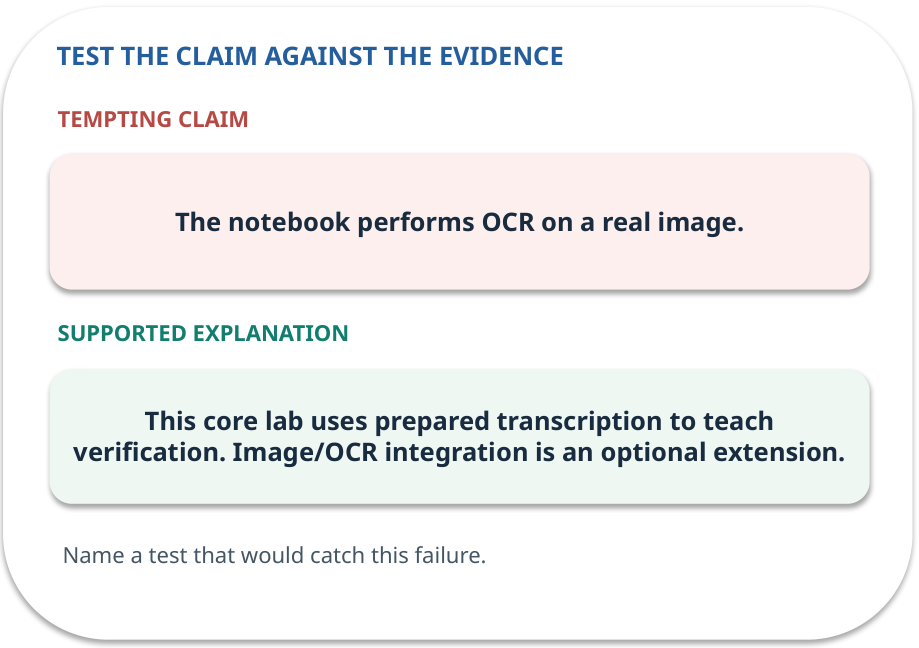 TEST THE CLAIM AGAINST THE EVIDENCE
TEMPTING CLAIM
The notebook performs OCR on a real image.
SUPPORTED EXPLANATION
This core lab uses prepared transcription to teach
verification. Image/OCR integration is an optional extension.
Name a test that would catch this failure.